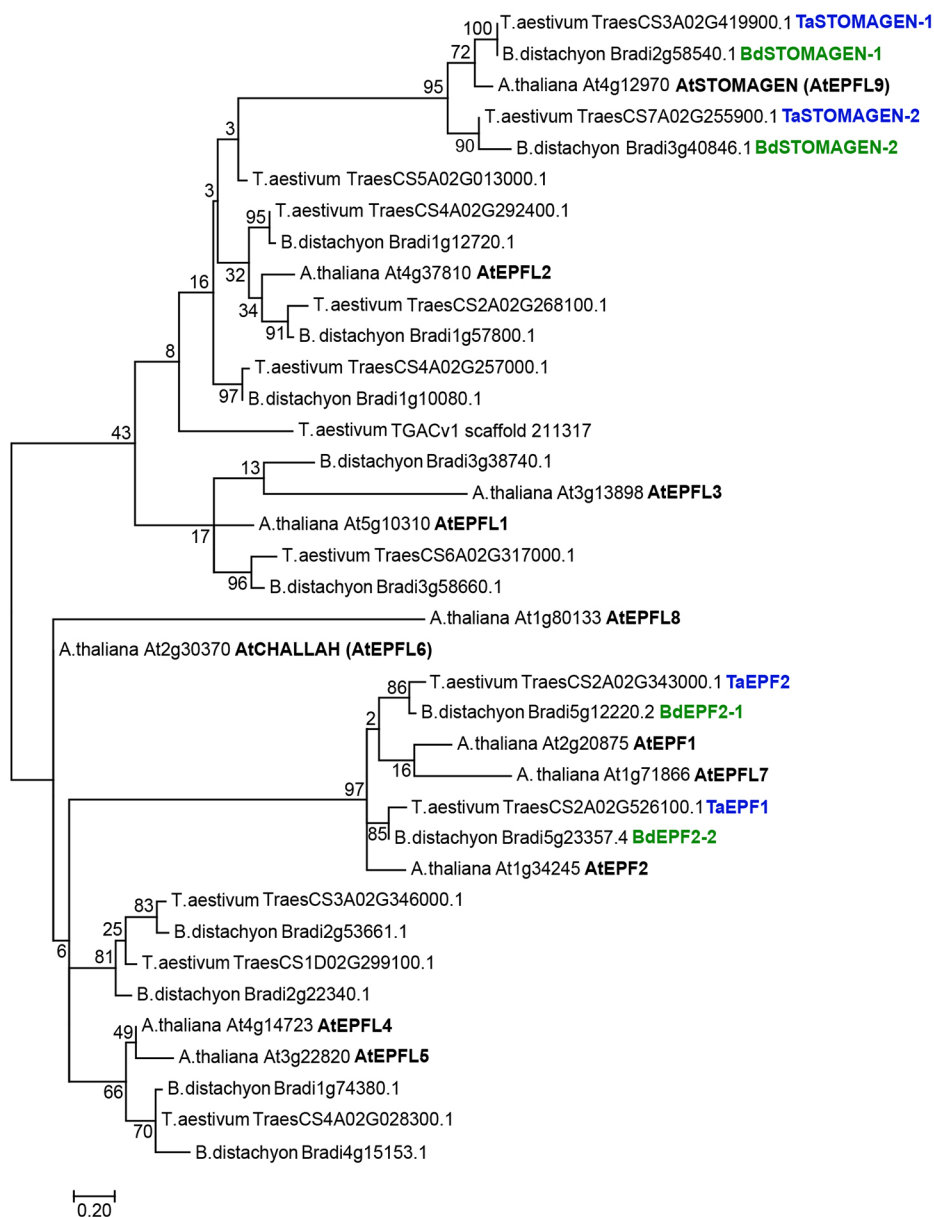 T.aestivum TraesCS3A02G419900.1 TaSTOMAGEN-1
100
B.distachyon Bradi2g58540.1 BdSTOMAGEN-1
72
A.thaliana At4g12970 AtSTOMAGEN (AtEPFL9)
95
T.aestivum TraesCS7A02G255900.1 TaSTOMAGEN-2
90
B.distachyon Bradi3g40846.1 BdSTOMAGEN-2
3
T.aestivum TraesCS5A02G013000.1
3
T.aestivum TraesCS4A02G292400.1
95
B.distachyon Bradi1g12720.1
32
A.thaliana At4g37810 AtEPFL2
16
34
T.aestivum TraesCS2A02G268100.1
91
B. distachyon Bradi1g57800.1
8
T.aestivum TraesCS4A02G257000.1
97
B.distachyon Bradi1g10080.1
43
T.aestivum TGACv1 scaffold 211317
B.distachyon Bradi3g38740.1
13
A.thaliana At3g13898 AtEPFL3
A.thaliana At5g10310 AtEPFL1
17
T.aestivum TraesCS6A02G317000.1
96
B.distachyon Bradi3g58660.1
A.thaliana At1g80133 AtEPFL8
A.thaliana At2g30370 AtCHALLAH (AtEPFL6)
T.aestivum TraesCS2A02G343000.1 TaEPF2
86
B.distachyon Bradi5g12220.2 BdEPF2-1
2
A.thaliana At2g20875 AtEPF1
16
A. thaliana At1g71866 AtEPFL7
97
T.aestivum TraesCS2A02G526100.1 TaEPF1
85
B.distachyon Bradi5g23357.4 BdEPF2-2
A.thaliana At1g34245 AtEPF2
T.aestivum TraesCS3A02G346000.1
83
B.distachyon Bradi2g53661.1
25
T.aestivum TraesCS1D02G299100.1
6
81
B.distachyon Bradi2g22340.1
A.thaliana At4g14723 AtEPFL4
49
A.thaliana At3g22820 AtEPFL5
66
B.distachyon Bradi1g74380.1
T.aestivum TraesCS4A02G028300.1
70
B.distachyon Bradi4g15153.1
0.20